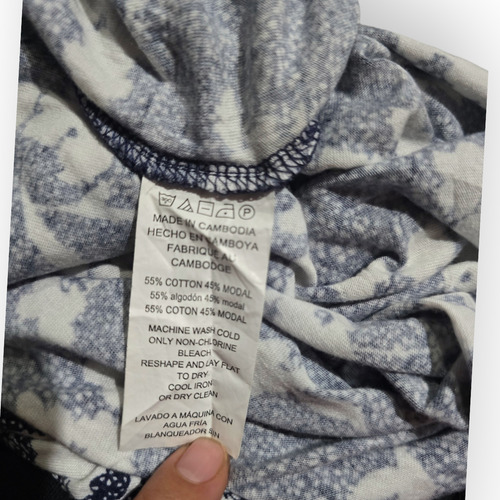 MADE IN CAMBODIA
HECHO EN CAMBOYA
FABRIQUE AU
CAMBODGE
55% COTTON 45% MODAL
55% algodón 45% modal
55% COTON 45% MODAL
MACHINE WASH COLD
ONLY NON-CHLORINE
BLEACH
RESHAPE AND LAY FLAT
TO DRY
COOL IRON
OR DRY CLEAN
LAVADO A MÁQUINA CON
AGUA FRÍA
BLANQUEADOR SIN